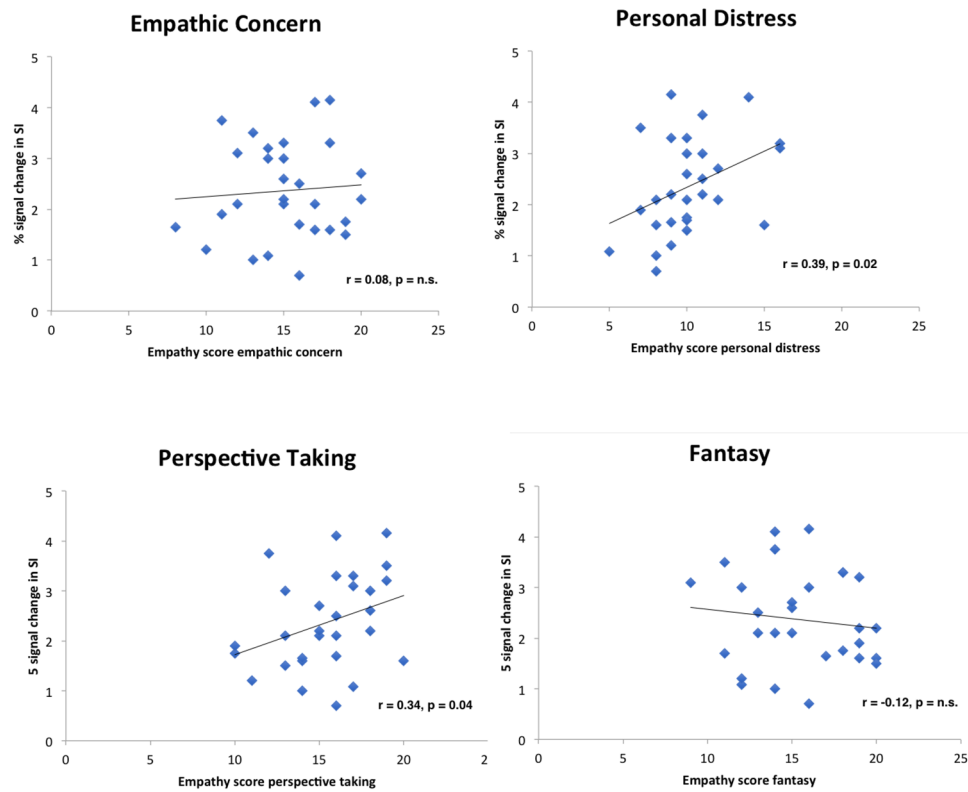 Empathic Concern
5
4
3
2
1
0
% signal change in SI
r = 0.08, p = n.s.
0 5 10 15 20 25
Empathy score empathic concern
Personal Distress
5
4
3
2
1
0
% signal change in SI
r = 0.39, p = 0.02
0 5 10 15 20 25
Empathy score personal distress
Perspective Taking
5
4
3
2
1
0
5 signal change in SI
r = 0.34, p = 0.04
0 5 10 15 20 2
Empathy score perspective taking
Fantasy
5
4
3
2
1
0
5 signal change in SI
r = -0.12, p = n.s.
0 5 10 15 20 25
Empathy score fantasy